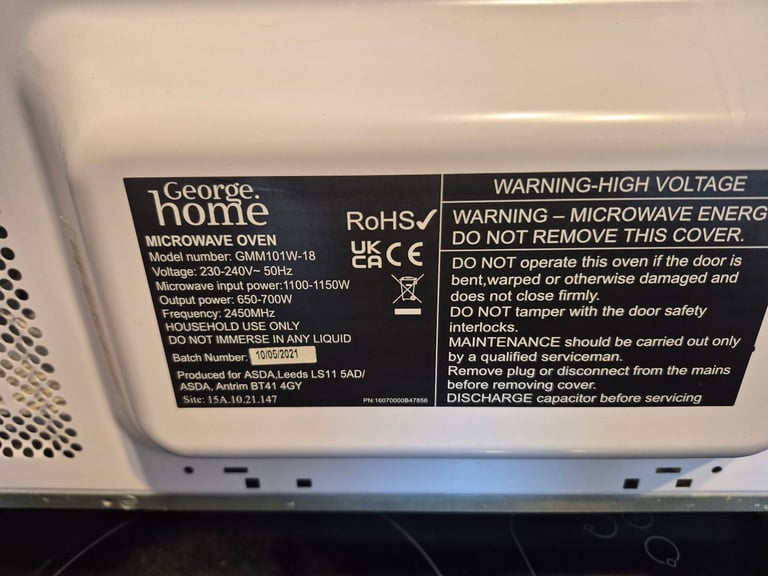 George.
home
MICROWAVE OVEN
Model number: GMM101W-18
Voltage: 230-240V~ 50Hz
Microwave input power:1100-1150W
Output power: 650-700W
Frequency: 2450MHz
HOUSEHOLD USE ONLY
DO NOT IMMERSE IN ANY LIQUID
Batch Number: 10/05/2021
Produced for ASDA,Leeds LS11 5AD/
ASDA, Antrim BT41 4GY
Site: 15A.10.21.147
RoHS✓
UK
CA CE
PN:16070000B47856
WARNING-HIGH VOLTAGE
WARNING – MICROWAVE ENERG
DO NOT REMOVE THIS COVER.
DO NOT operate this oven if the door is
bent,warped or otherwise damaged and
does not close firmly.
DO NOT tamper with the door safety
interlocks.
MAINTENANCE should be carried out only
by a qualified serviceman.
Remove plug or disconnect from the mains
before removing cover.
DISCHARGE capacitor before servicing